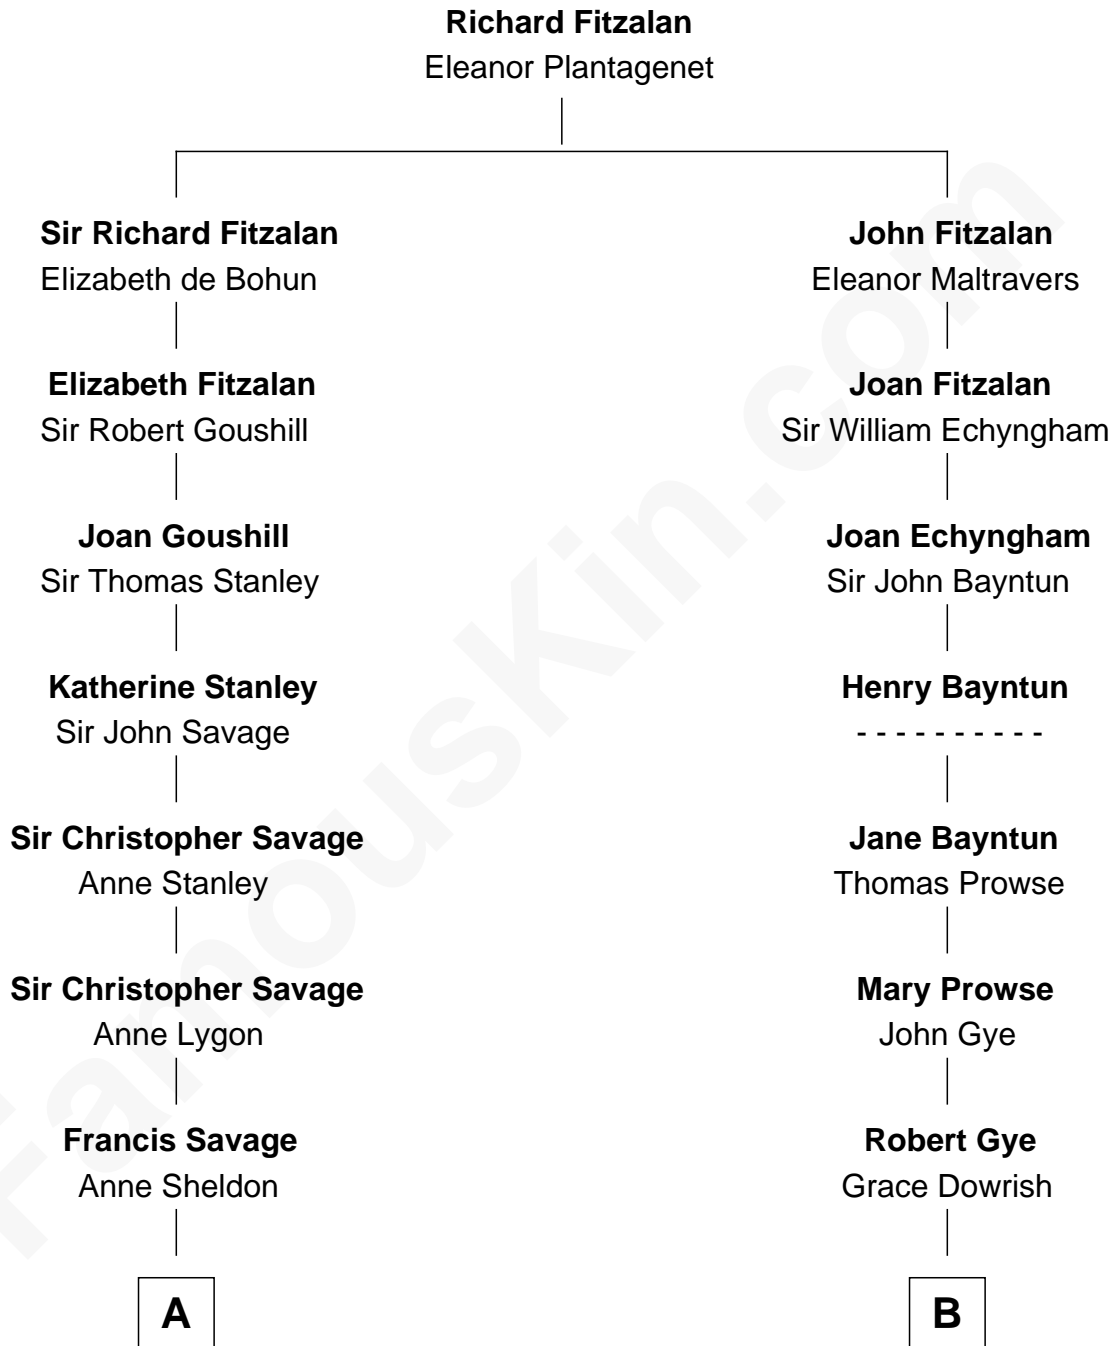 Richard Fitzalan
Eleanor Plantagenet
Sir Richard Fitzalan
Elizabeth de Bohun
Elizabeth Fitzalan
Sir Robert Goushill
Joan Goushill
Sir Thomas Stanley
Katherine Stanley
Sir John Savage
Sir Christopher Savage
Anne Stanley
Sir Christopher Savage
Anne Lygon
Francis Savage
Anne Sheldon
A
John Fitzalan
Eleanor Maltravers
Joan Fitzalan
Sir William Echyngham
Joan Echyngham
Sir John Bayntun
Henry Bayntun
- - - - - - - - - -
Jane Bayntun
Thomas Prowse
Mary Prowse
John Gye
Robert Gye
Grace Dowrish
B
FamousKin.com